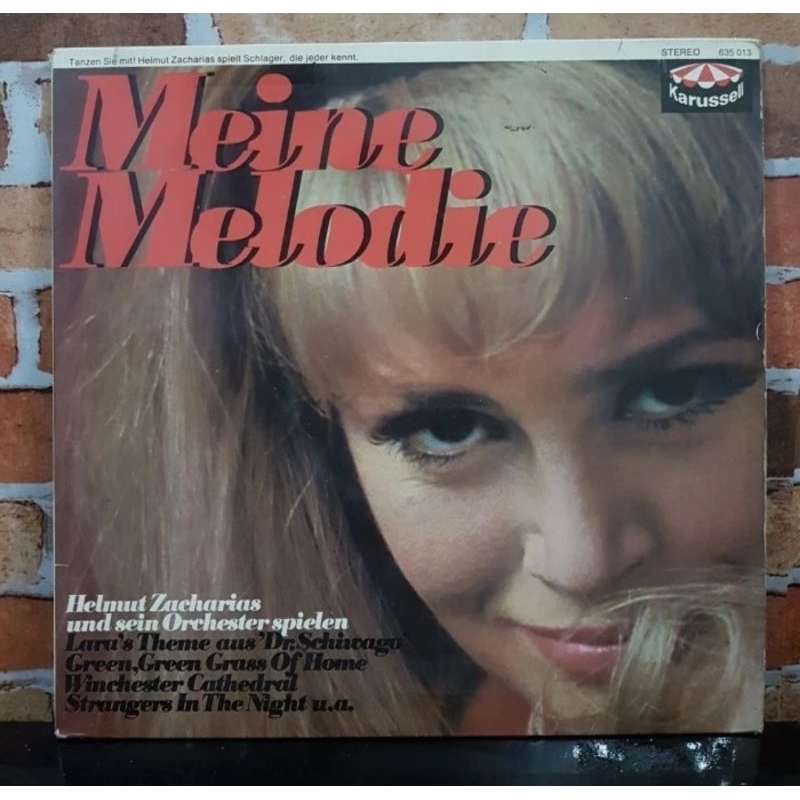 Tanzen Sie mit! Helmut Zacharias spielt Schlager, die jeder kennt.
STEREO 635 013
Karussell
Meine
Melodie
Helmut Zacharias
und sein Orchester spielen
Lara's Theme aus 'Dr. Schiwago'
Green, Green Grass Of Home
Winchester Cathedral
Strangers In The Night u.a.